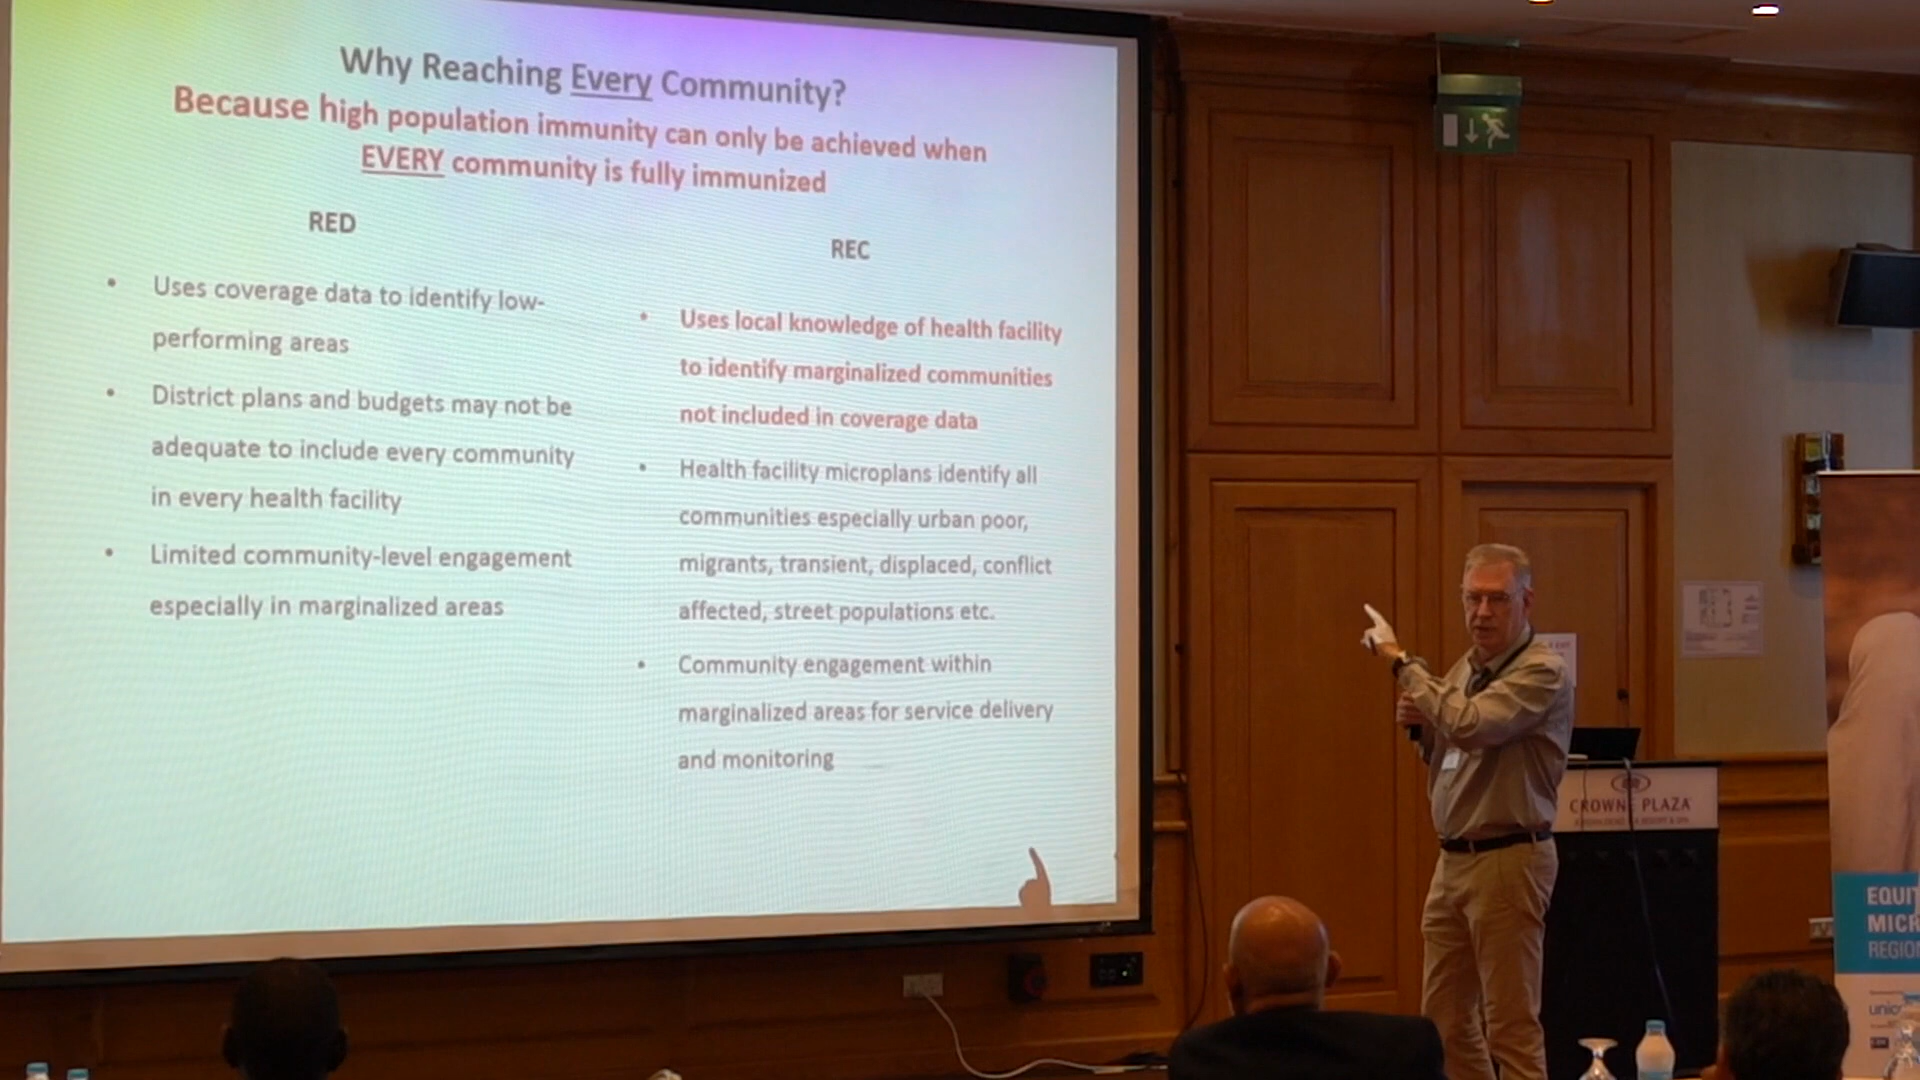 Why Reaching Every Community?
Because high population immunity can only be achieved when
EVERY community is fully immunized
RED
• Uses coverage data to identify low-
performing areas
• District plans and budgets may not be
adequate to include every community
in every health facility
• Limited community-level engagement
especially in marginalized areas
REC
• Uses local knowledge of health facility
to identify marginalized communities
not included in coverage data
• Health facility microplans identify all
communities especially urban poor,
migrants, transient, displaced, conflict
affected, street populations etc.
• Community engagement within
marginalized areas for service delivery
and monitoring
CROWNE PLAZA
EQUIT
MICR
REGION
unic